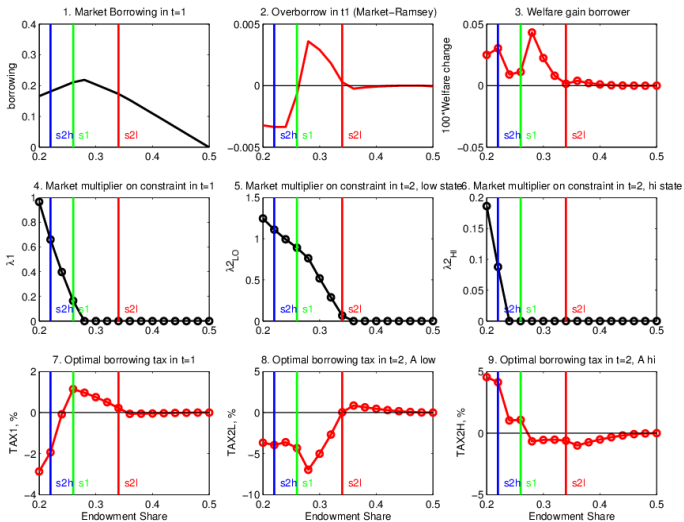 1. Market Borrowing in t=1
2. Overborrow in t1 (Market−Ramsey)
3. Welfare gain borrower
borrowing
0.4
0.3
0.2
0.1
0
s2h
s1
s2l
0.2
0.3
0.4
0.5
0.005
0
−0.005
s2h
s1
s2l
0.2
0.3
0.4
0.5
100*Welfare change
0.05
0
−0.05
s2h
s1
s2l
0.2
0.3
0.4
0.5
4. Market multiplier on constraint in t=1
5. Market multiplier on constraint in t=2, low state
6. Market multiplier on constraint in t=2, hi state
λ1
1
0.8
0.6
0.4
0.2
0
s2h
s1
s2l
0.2
0.3
0.4
0.5
λ2LO
1.5
1
0.5
0
s2h
s1
s2l
0.2
0.3
0.4
0.5
λ2HI
0.2
0.15
0.1
0.05
0
s2h
s1
s2l
0.2
0.3
0.4
0.5
7. Optimal borrowing tax in t=1
8. Optimal borrowing tax in t=2, A low
9. Optimal borrowing tax in t=2, A hi
TAX1, %
2
0
−2
−4
s2h
s1
s2l
0.2
0.3
0.4
0.5
Endowment Share
TAX2L, %
5
0
−5
−10
s2h
s1
s2l
0.2
0.3
0.4
0.5
Endowment Share
TAX2H, %
5
0
−5
s2h
s1
s2l
0.2
0.3
0.4
0.5
Endowment Share